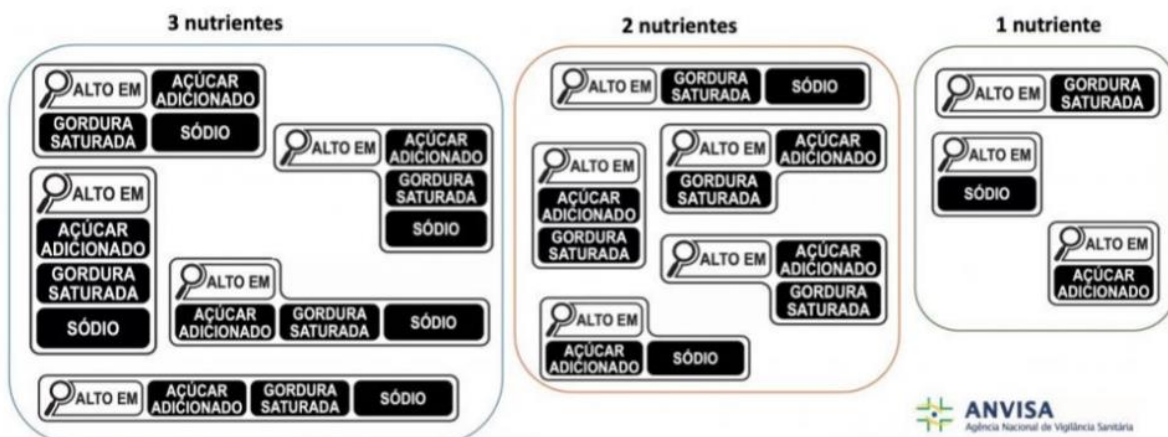 3 nutrientes
ALTO EM
AÇÚCAR
ADICIONADO
GORDURA
SATURADA
SÓDIO
ALTO EM
AÇÚCAR
ADICIONADO
GORDURA
SATURADA
SÓDIO
ALTO EM
AÇÚCAR
ADICIONADO
GORDURA
SATURADA
SÓDIO
ALTO EM
AÇÚCAR
ADICIONADO
GORDURA
SATURADA
SÓDIO
ALTO EM
AÇÚCAR
ADICIONADO
GORDURA
SATURADA
SÓDIO
2 nutrientes
ALTO EM
GORDURA
SATURADA
SÓDIO
ALTO EM
AÇÚCAR
ADICIONADO
GORDURA
SATURADA
ALTO EM
AÇÚCAR
ADICIONADO
GORDURA
SATURADA
ALTO EM
AÇÚCAR
ADICIONADO
GORDURA
SATURADA
ALTO EM
AÇÚCAR
ADICIONADO
SÓDIO
1 nutriente
ALTO EM
GORDURA
SATURADA
ALTO EM
SÓDIO
ALTO EM
AÇÚCAR
ADICIONADO
ANVISA
Agência Nacional de Vigilância Sanitária